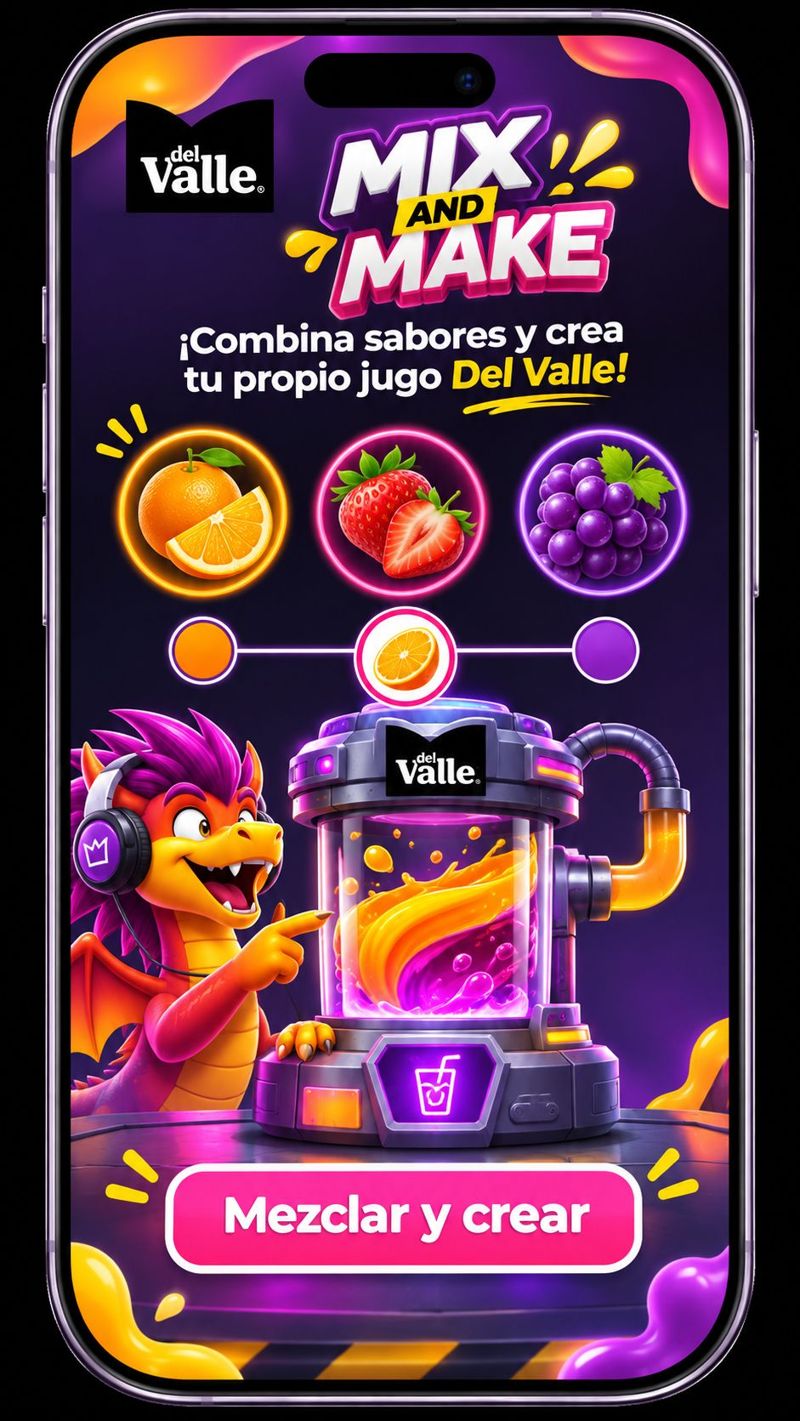 del
Valle®
MIX
AND
MAKE
¡Combina sabores y crea
tu propio jugo Del Valle!
del
Valle®
Mezclar y crear